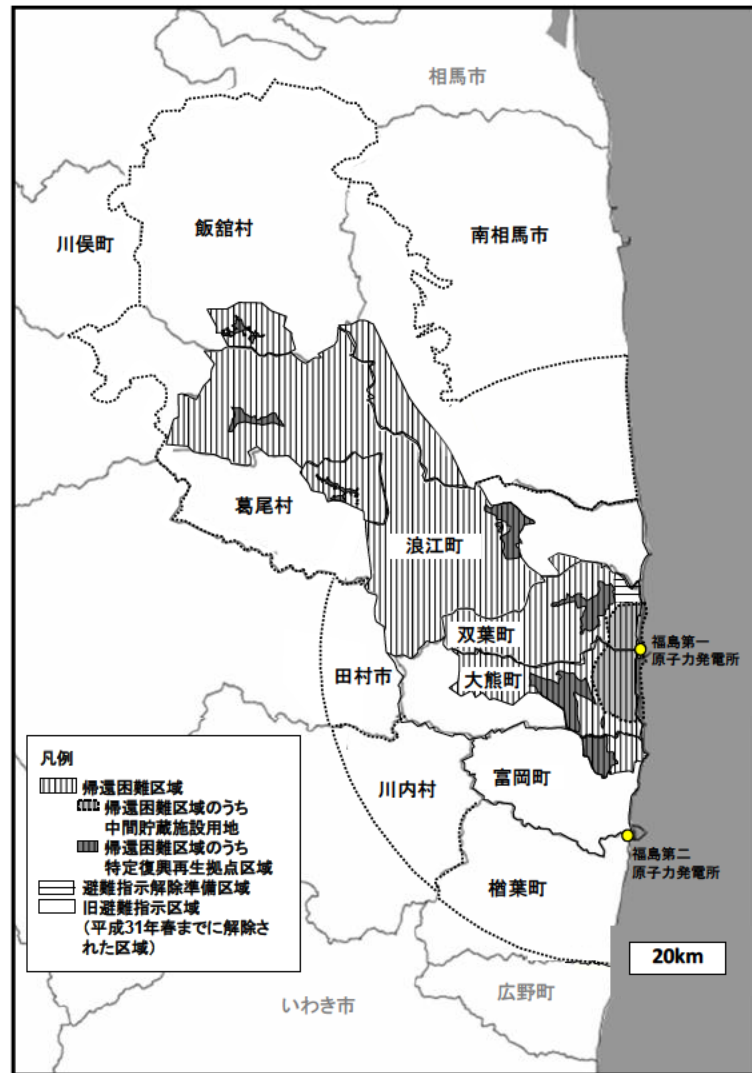 相馬市
飯舘村
南相馬市
川俣町
葛尾村
浪江町
双葉町
福島第一
原子力発電所
田村市
大熊町
川内村
富岡町
福島第二
原子力発電所
楢葉町
20km
いわき市
広野町
凡例
帰還困難区域
帰還困難区域のうち
中間貯蔵施設用地
帰還困難区域のうち
特定復興再生拠点区域
避難指示解除準備区域
旧避難指示区域
(平成31年春までに解除さ
れた区域)